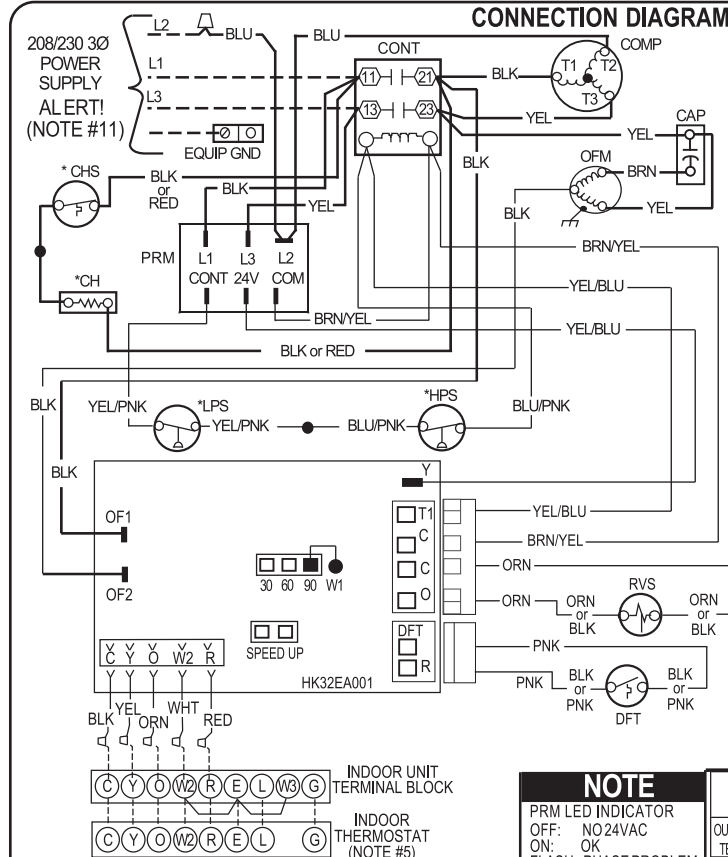 CONNECTION DIAGRAM
208/230 3Ø
POWER
SUPPLY
ALERT!
(NOTE #11)
L2
BLU
BLU
L1
L3
EQUIP GND
CONT
11
21
13
23
BLK
YEL
COMP
T1
T2
T3
CAP
YEL
BRN
YEL
OFM
BLK
BLK
* CHS
BLK
or
RED
BLK
YEL
PRM
L1
L3
L2
CONT
24V
COM
*CH
BRN/YEL
BRN/YEL
YEL/BLU
YEL/BLU
BLK or RED
BLK
YEL/PNK
*LPS
YEL/PNK
BLU/PNK
*HPS
BLU/PNK
BLK
Y
OF1
OF2
T1
C
C
O
YEL/BLU
BRN/YEL
ORN
ORN
30 60 90 W1
SPEED UP
DFT
R
HK32EA001
RVS
ORN
or
BLK
ORN
or
BLK
PNK
PNK
BLK
or
PNK
BLK
or
PNK
DFT
C Y O W2 R
BLK
YEL
ORN
WHT
RED
C Y O W2 R E L W3 G
INDOOR UNIT
TERMINAL BLOCK
C Y O W2 R E L G
INDOOR
THERMOSTAT
(NOTE #5)
NOTE
PRM LED INDICATOR
OFF: NO 24VAC
ON: OK
FLASH: PHASE PROBLEM